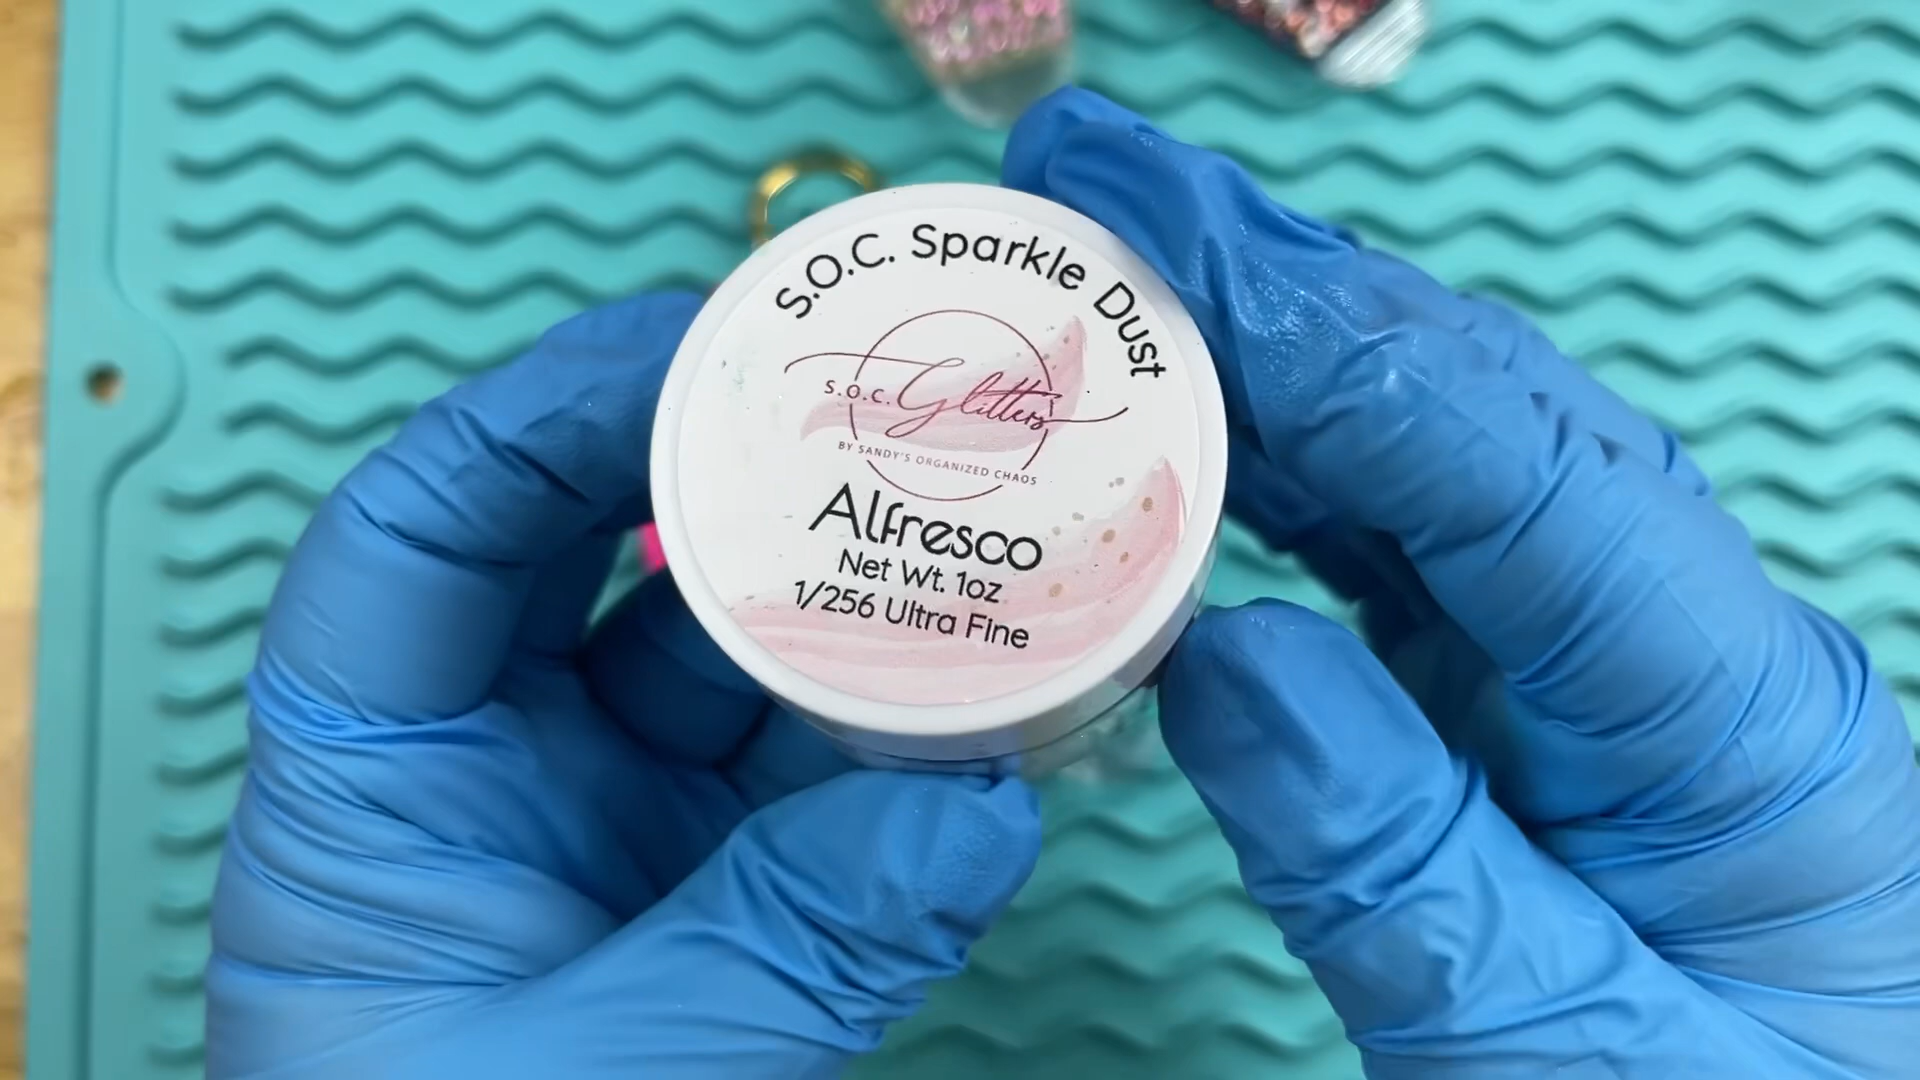 S.O.C. Sparkle Dust
S.O.C. Glitters
BY SANDY'S ORGANIZED CHAOS
Alfresco
Net Wt. 1oz
1/256 Ultra Fine